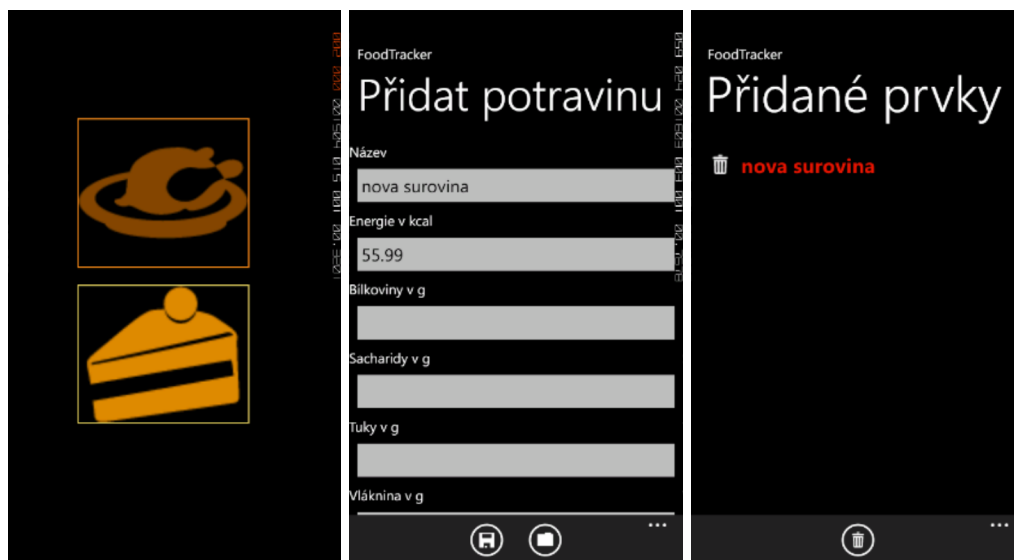 FoodTracker
Přidat potravinu
Název
nova surovina
Energie v kcal
55.99
Bílkoviny v g
Sacharidy v g
Tuky v g
Vláknina v g
FoodTracker
Přidané prvky
nova surovina